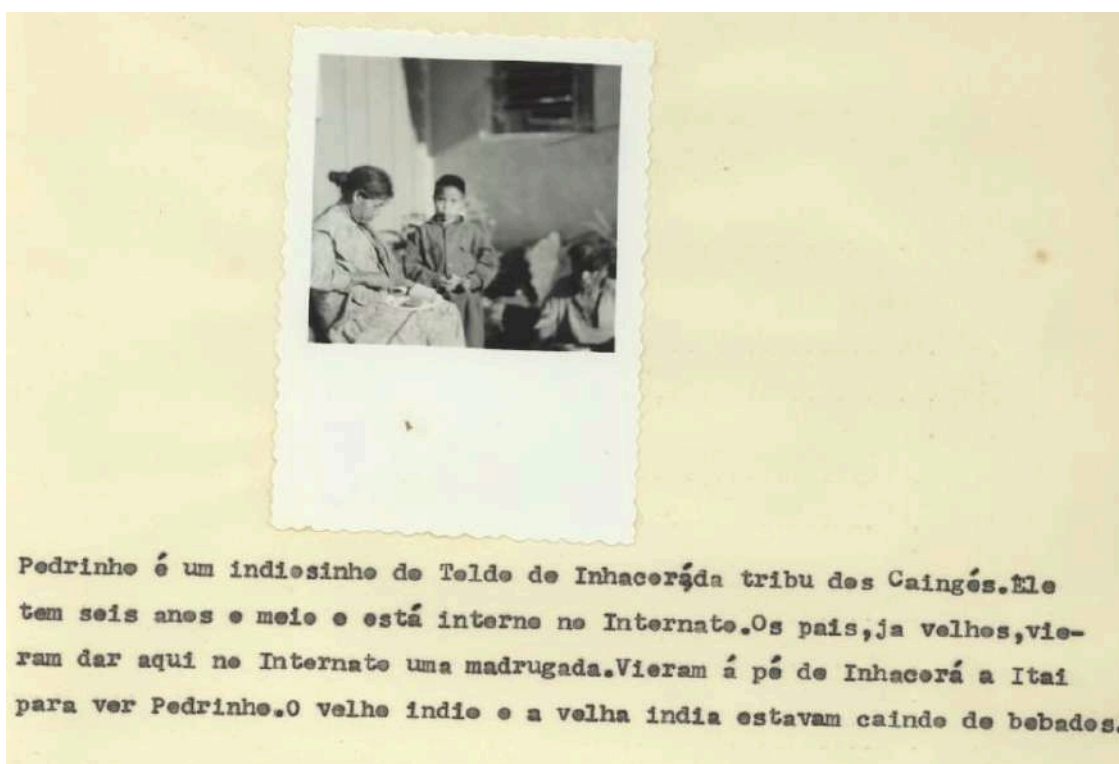 Pedrinho é um indiosinho do Toldo de Inhacorá,da tribu dos Caingés.Ele
tem seis anos e meio e está interno no Internato.Os pais,ja velhos,vie-
ram dar aqui no Internato uma madrugada.Vieram á pé de Inhacorá a Itai
para ver Pedrinho.O velho indio e a velha india estavam caindo de bebados.